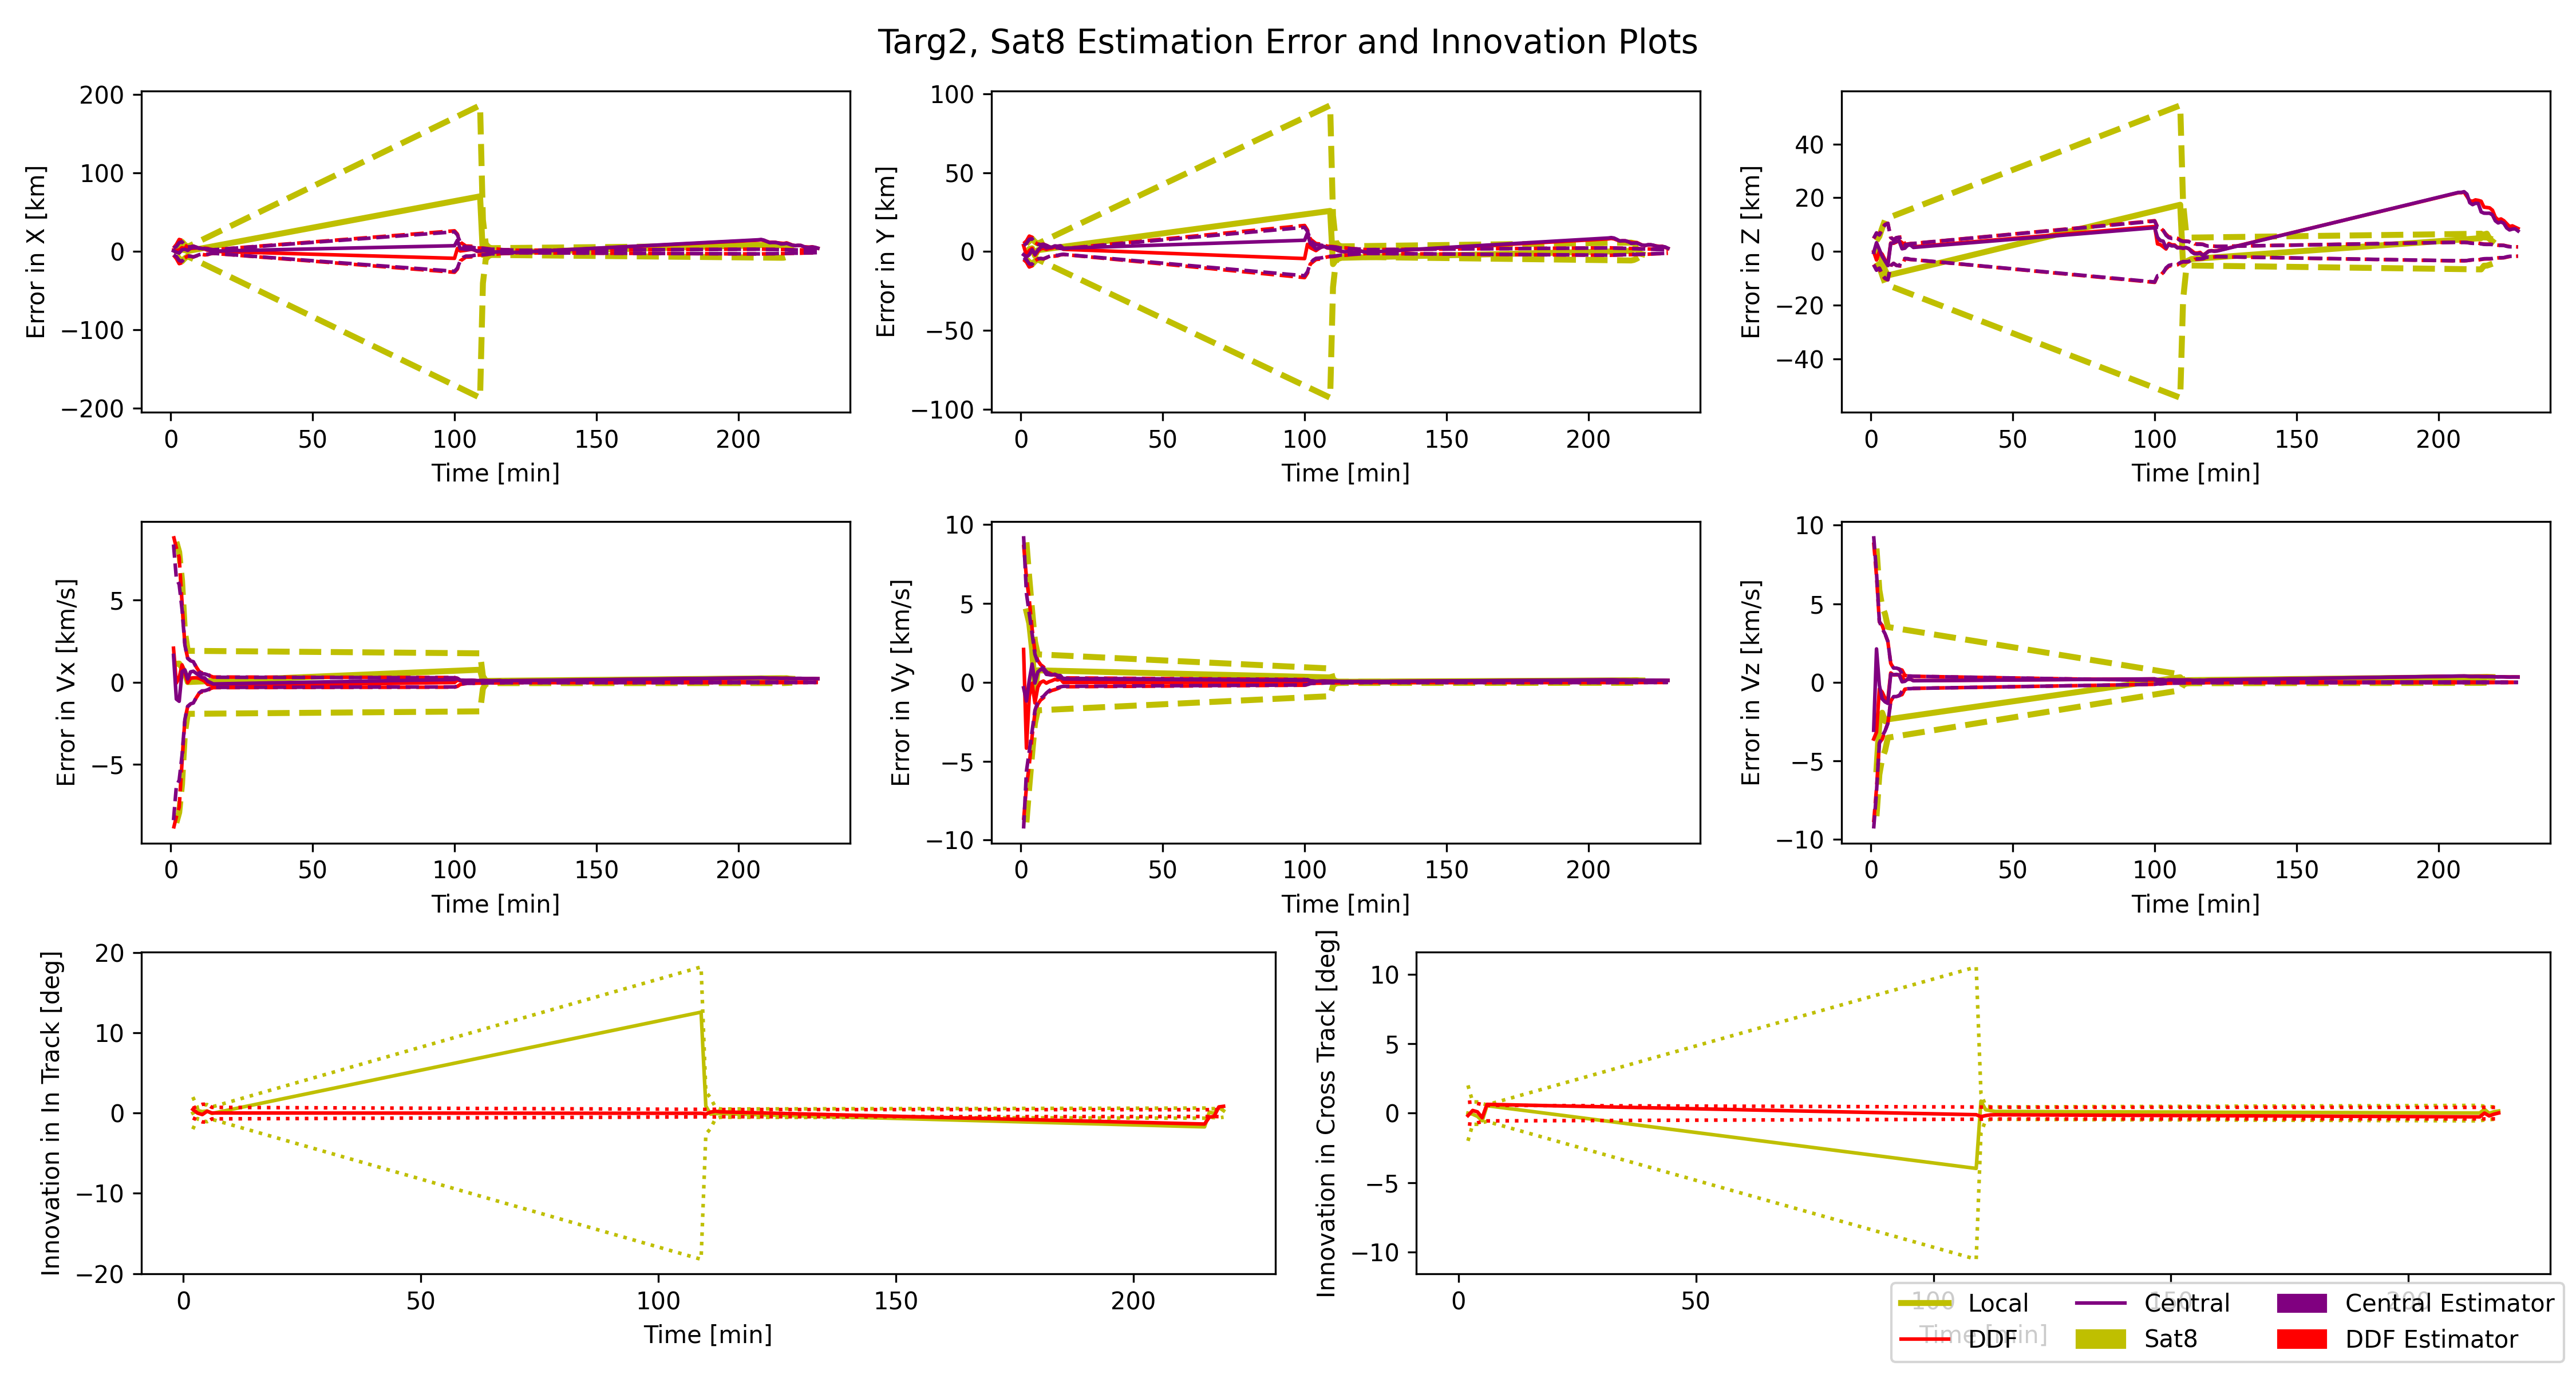 Targ2, Sat8 Estimation Error and Innovation Plots
Error in X [km]
200
100
0
−100
−200
0 50 100 150 200
Time [min]
Error in Y [km]
100
50
0
−50
−100
0 50 100 150 200
Time [min]
Error in Z [km]
40
20
0
−20
−40
0 50 100 150 200
Time [min]
Error in Vx [km/s]
5
0
−5
0 50 100 150 200
Time [min]
Error in Vy [km/s]
10
5
0
−5
−10
0 50 100 150 200
Time [min]
Error in Vz [km/s]
10
5
0
−5
−10
0 50 100 150 200
Time [min]
Innovation in In Track [deg]
20
10
0
−10
−20
0 50 100 150 200
Time [min]
Innovation in Cross Track [deg]
10
5
0
−5
−10
0 50 100 150 200
Time [min]
Local Central Central Estimator
DDF Sat8 DDF Estimator